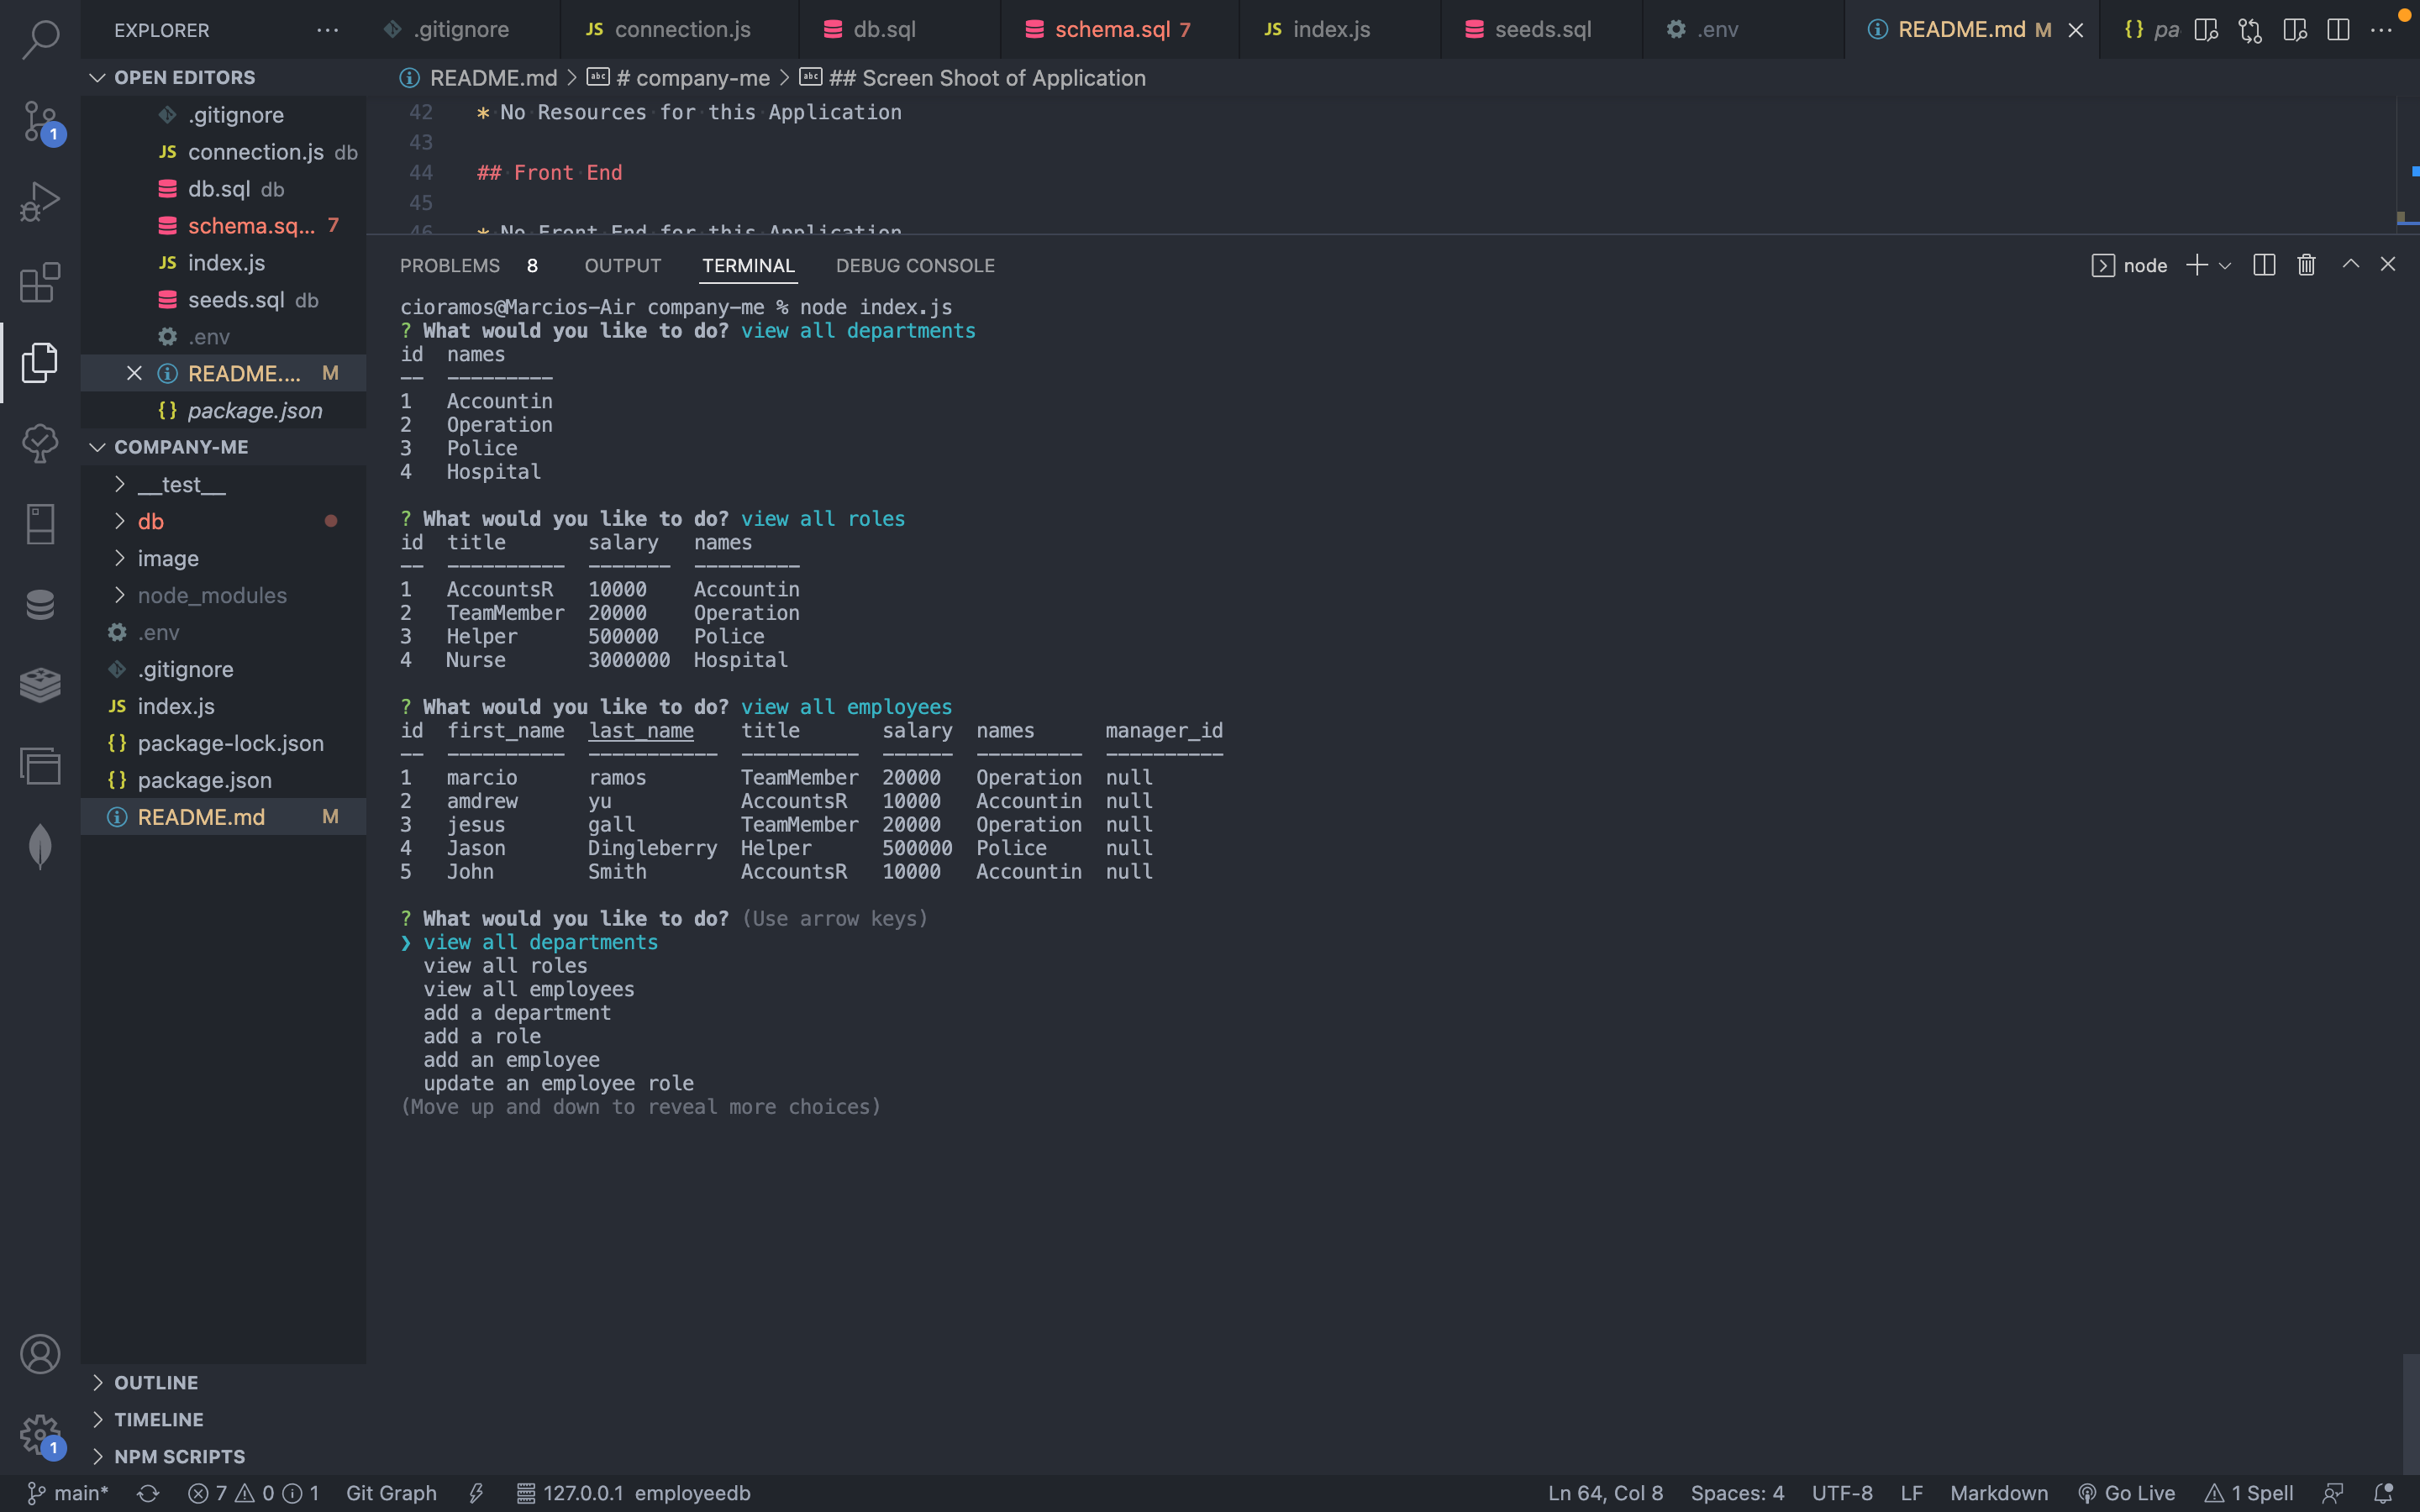 EXPLORER ···
.gitignore JS connection.js db.sql schema.sql 7 JS index.js seeds.sql .env README.md M {} pa
OPEN EDITORS
.gitignore
JS connection.js db
db.sql db
schema.sq... 7
JS index.js
seeds.sql db
.env
README.... M
{} package.json
COMPANY-ME
__test__
db
image
node_modules
.env
.gitignore
JS index.js
{} package-lock.json
{} package.json
README.md M
OUTLINE
TIMELINE
NPM SCRIPTS
1
1
README.md > # company-me > ## Screen Shoot of Application
42 * No Resources for this Application
43
44 ## Front End
45
46 * No Front End for this Application
PROBLEMS 8 OUTPUT TERMINAL DEBUG CONSOLE node
cioramos@Marcios-Air company-me % node index.js
? What would you like to do? view all departments
id names
-- ---------
1 Accountin
2 Operation
3 Police
4 Hospital
? What would you like to do? view all roles
id title salary names
-- ---------- ------- ---------
1 AccountsR 10000 Accountin
2 TeamMember 20000 Operation
3 Helper 500000 Police
4 Nurse 3000000 Hospital
? What would you like to do? view all employees
id first_name last_name title salary names manager_id
-- ---------- ----------- ---------- ------ --------- ----------
1 marcio ramos TeamMember 20000 Operation null
2 amdrew yu AccountsR 10000 Accountin null
3 jesus gall TeamMember 20000 Operation null
4 Jason Dingleberry Helper 500000 Police null
5 John Smith AccountsR 10000 Accountin null
? What would you like to do? (Use arrow keys)
❯ view all departments
view all roles
view all employees
add a department
add a role
add an employee
update an employee role
(Move up and down to reveal more choices)
main* 7 0 1 Git Graph 127.0.0.1 employeedb Ln 64, Col 8 Spaces: 4 UTF-8 LF Markdown Go Live 1 Spell